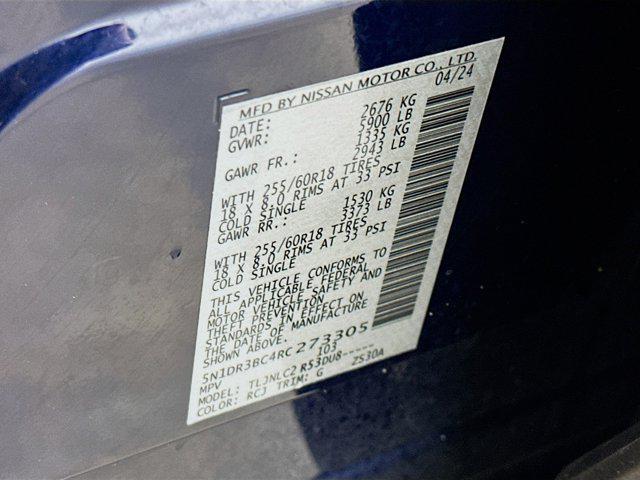 MFD BY NISSAN MOTOR CO., LTD.
DATE: 04/24
GVWR: 2676 KG
5900 LB
GAWR FR.: 1335 KG
2943 LB
WITH 255/60R18 TIRES
18 X 8.0 RIMS AT 33 PSI
COLD SINGLE
GAWR RR.: 1530 KG
3373 LB
WITH 255/60R18 TIRES
18 X 8.0 RIMS AT 33 PSI
COLD SINGLE
THIS VEHICLE CONFORMS TO
ALL APPLICABLE FEDERAL
MOTOR VEHICLE SAFETY AND
THEFT PREVENTION
STANDARDS IN EFFECT ON
THE DATE OF MANUFACTURE
SHOWN ABOVE.
5N1DR3BC4RC273305
MPV 103
MODEL: TLJNLC2 R53DU8-----
COLOR: RCJ TRIM: G ZS30A